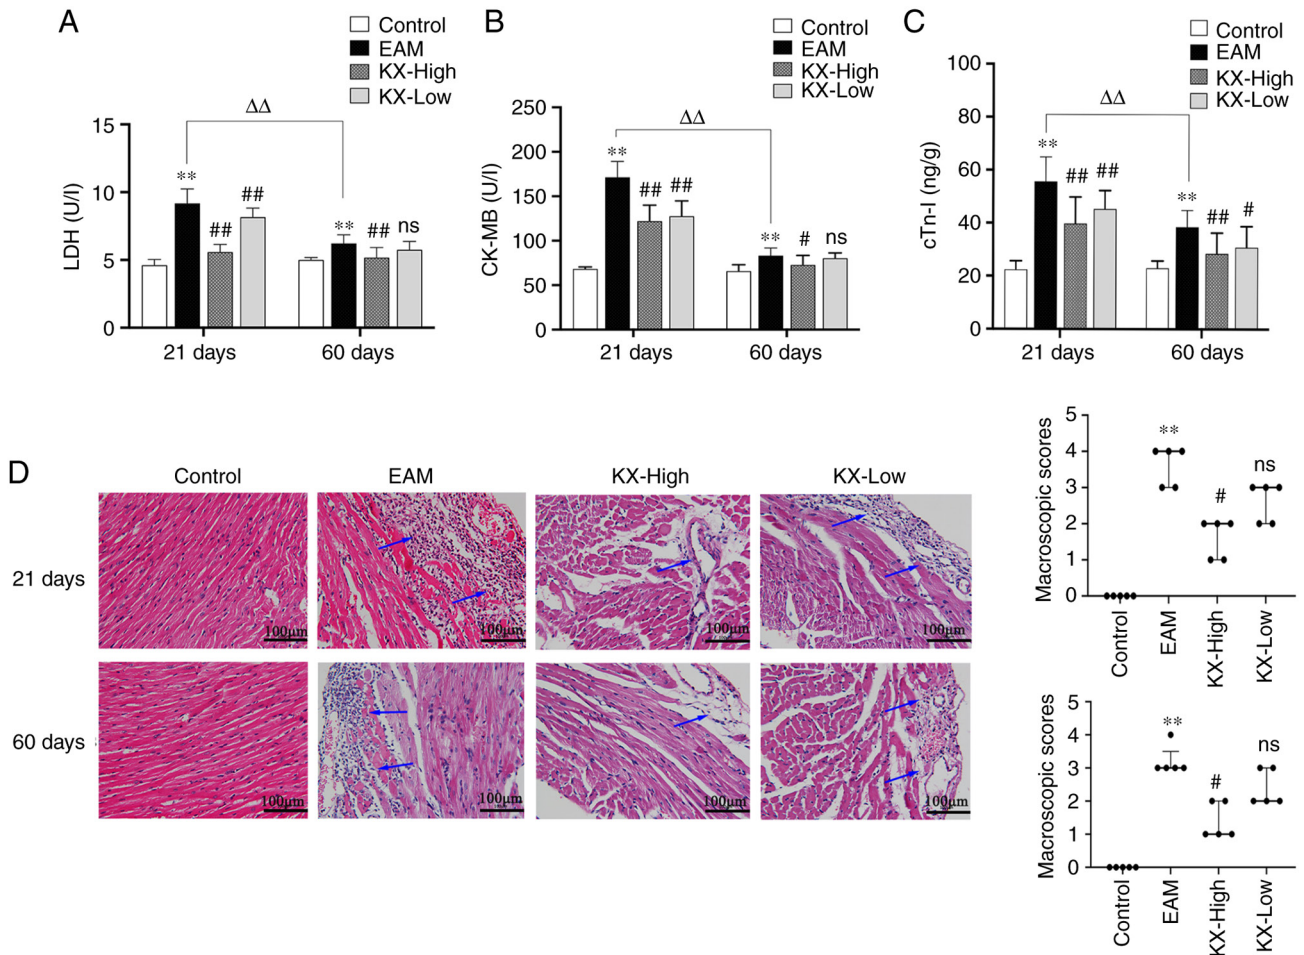 A
Control
EAM
KX-High
KX-Low
ΔΔ
15
10
5
0
LDH (U/l)
**
##
##
**
##
ns
21 days
60 days
B
Control
EAM
KX-High
KX-Low
ΔΔ
250
200
150
100
50
0
CK-MB (U/l)
**
##
##
**
#
ns
21 days
60 days
C
Control
EAM
KX-High
KX-Low
ΔΔ
100
80
60
40
20
0
cTn-I (ng/g)
**
##
##
**
##
#
21 days
60 days
D
Control
EAM
KX-High
KX-Low
21 days
100μm
100μm
100μm
100μm
60 days
100μm
100μm
100μm
100μm
Macroscopic scores
5
4
3
2
1
0
**
#
ns
Control
EAM
KX-High
KX-Low
Macroscopic scores
5
4
3
2
1
0
**
#
ns
Control
EAM
KX-High
KX-Low